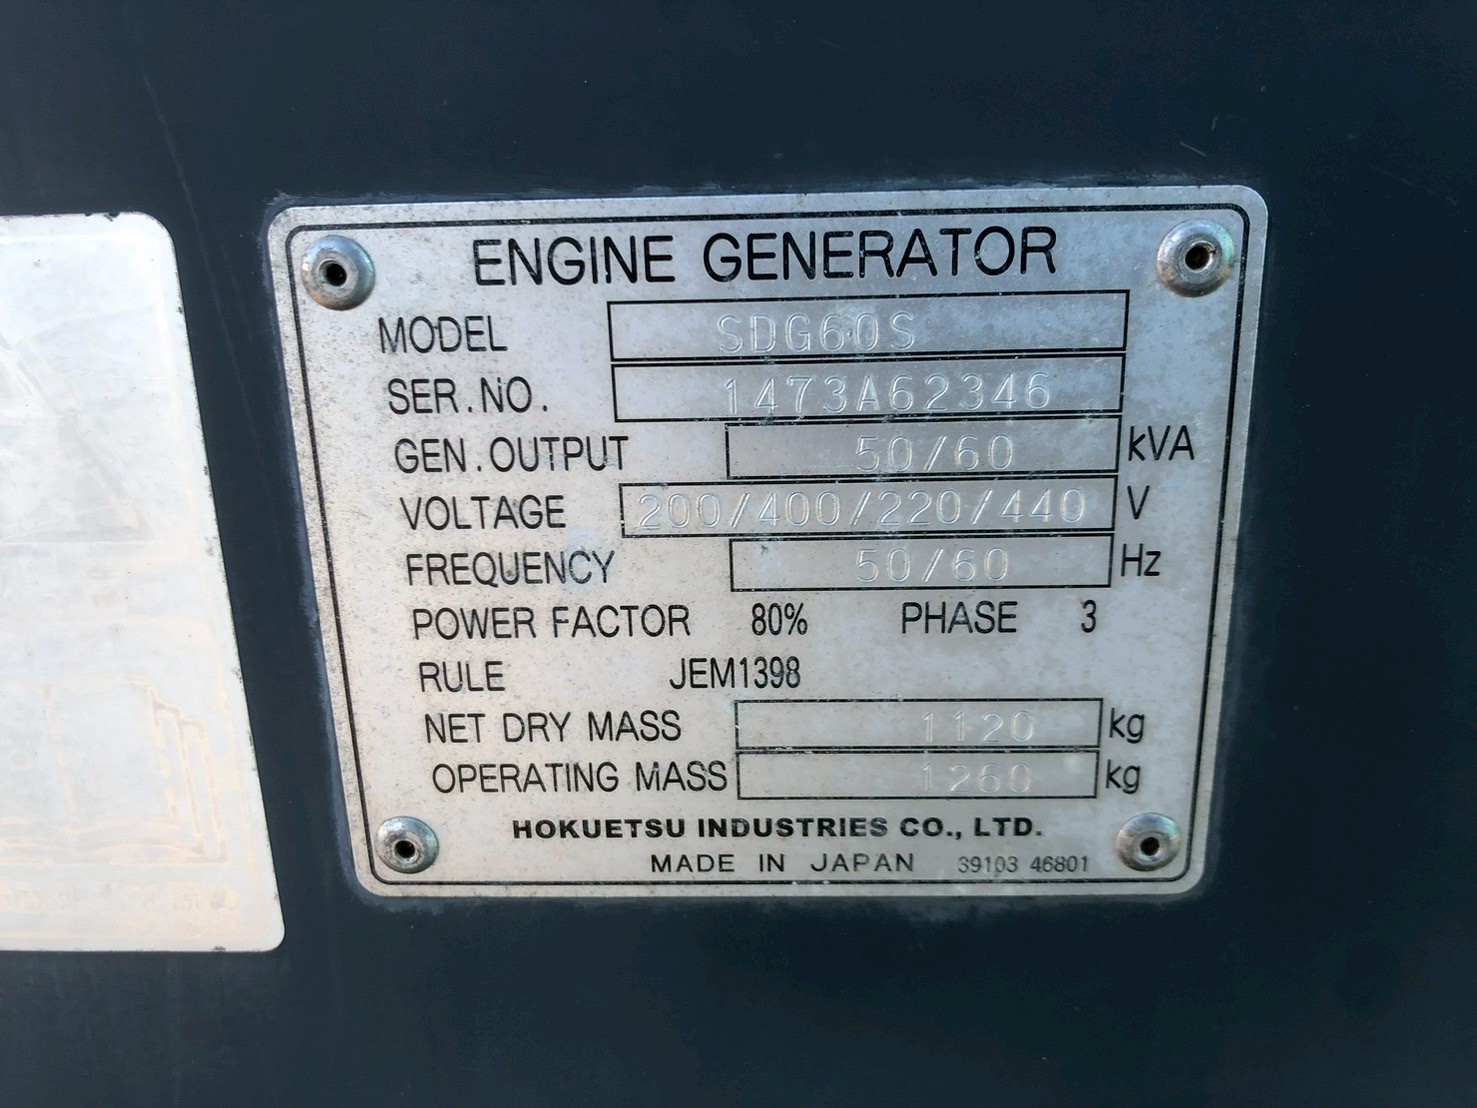 ENGINE GENERATOR
MODEL SDG60S
SER.NO. 1473A62346
GEN.OUTPUT 50/60 kVA
VOLTAGE 200/400/220/440 V
FREQUENCY 50/60 Hz
POWER FACTOR 80% PHASE 3
RULE JEM1398
NET DRY MASS 1120 kg
OPERATING MASS 1260 kg
HOKUETSU INDUSTRIES CO., LTD.
MADE IN JAPAN 39103 46801